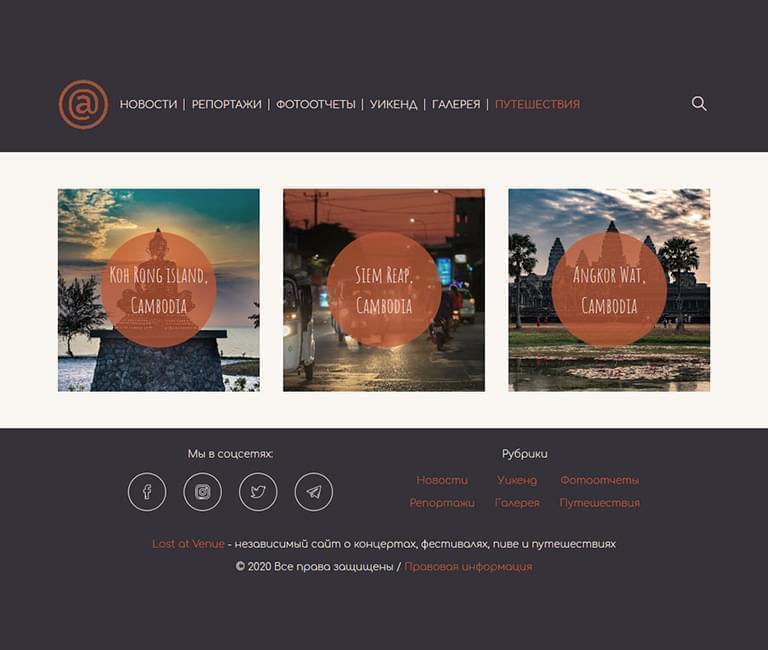 @ НОВОСТИ | РЕПОРТАЖИ | ФОТООТЧЕТЫ | УИКЕНД | ГАЛЕРЕЯ | ПУТЕШЕСТВИЯ
Koh Rong island,
Cambodia
Siem Reap,
Cambodia
Angkor Wat,
Cambodia
Мы в соцсетях:
Рубрики
Новости Уикенд Фотоотчеты
Репортажи Галерея Путешествия
Lost at Venue - независимый сайт о концертах, фестивалях, пиве и путешествиях
© 2020 Все права защищены / Правовая информация